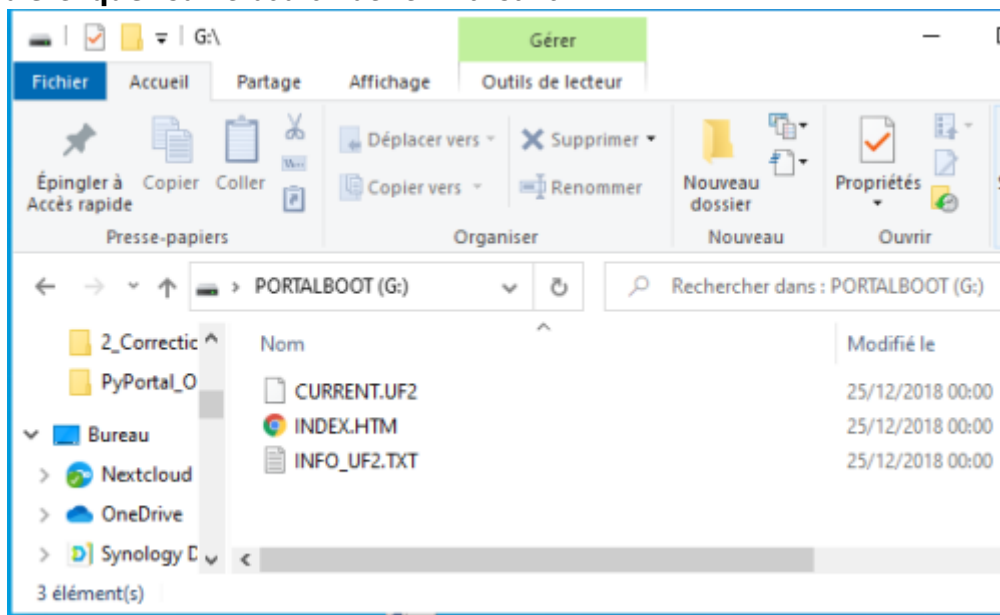 G:\
Gérer
Fichier Accueil Partage Affichage Outils de lecteur
Déplacer vers Supprimer
Épingler à Copier Coller Copier vers Renommer Nouveau Propriétés
Accès rapide dossier
Presse-papiers Organiser Nouveau Ouvrir
PORTALBOOT (G:) Rechercher dans : PORTALBOOT (G:)
2_Correctic Nom Modifié le
PyPortal_O CURRENT.UF2 25/12/2018 00:00
Bureau INDEX.HTM 25/12/2018 00:00
Nextcloud INFO_UF2.TXT 25/12/2018 00:00
OneDrive
Synology D
3 élément(s)